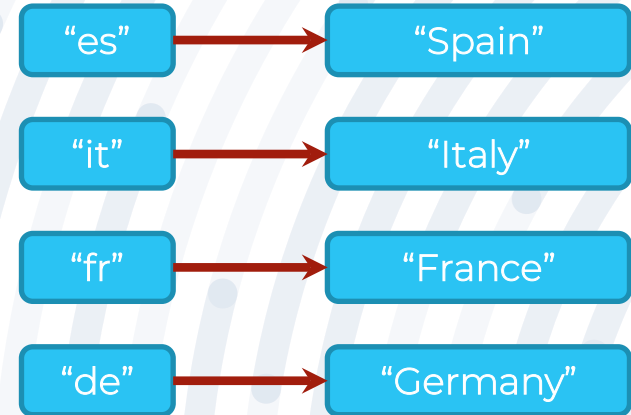 “es” “Spain”
“it” “Italy”
“fr” “France”
“de” “Germany”